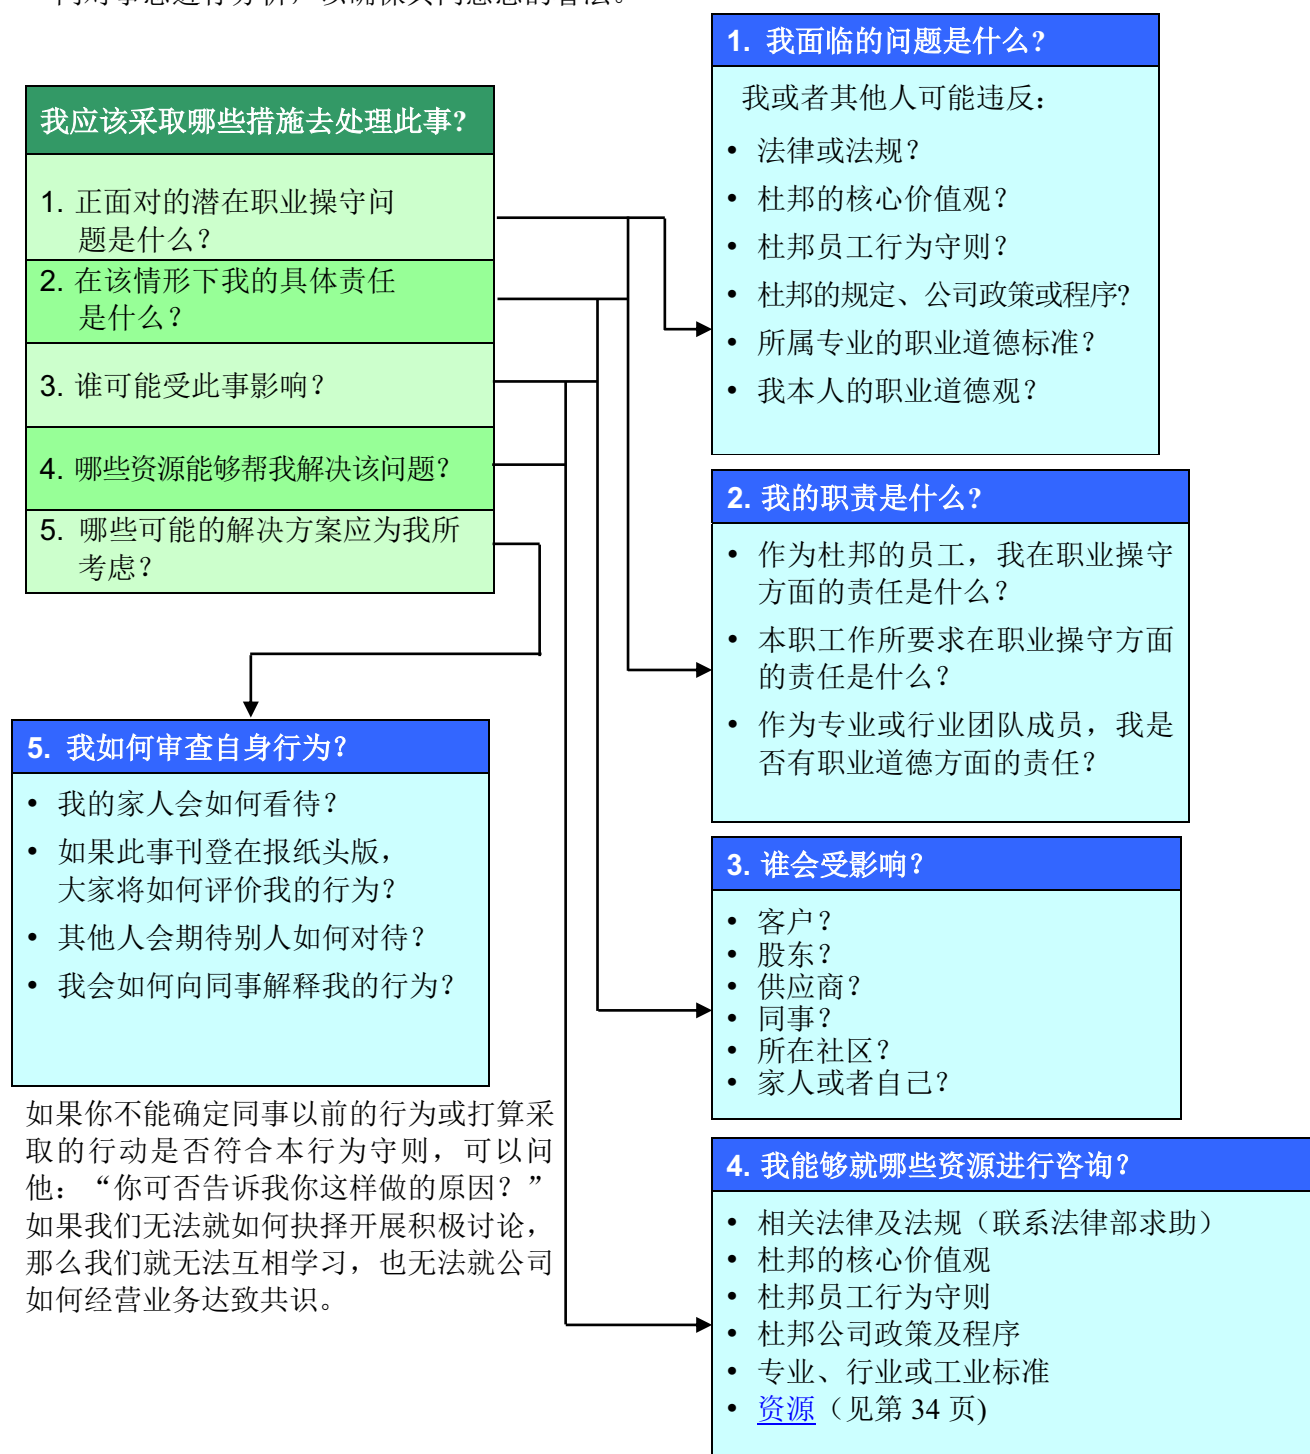 我应该采取哪些措施去处理此事?
1. 正面对的潜在职业操守问
题是什么？
2. 在该情形下我的具体责任
是什么？
3. 谁可能受此事影响？
4. 哪些资源能够帮我解决该问题？
5. 哪些可能的解决方案应为我所
考虑？
1. 我面临的问题是什么?
我或者其他人可能违反：
• 法律或法规？
• 杜邦的核心价值观？
• 杜邦员工行为守则？
• 杜邦的规定、公司政策或程序?
• 所属专业的职业道德标准？
• 我本人的职业道德观？
2. 我的职责是什么?
• 作为杜邦的员工，我在职业操守
方面的责任是什么？
• 本职工作所要求在职业操守方面
的责任是什么？
• 作为专业或行业团队成员，我是
否有职业道德方面的责任？
3. 谁会受影响？
• 客户？
• 股东？
• 供应商？
• 同事？
• 所在社区？
• 家人或者自己？
4. 我能够就哪些资源进行咨询？
• 相关法律及法规（联系法律部求助）
• 杜邦的核心价值观
• 杜邦员工行为守则
• 杜邦公司政策及程序
• 专业、行业或工业标准
• 资源（见第 34 页)
5. 我如何审查自身行为？
• 我的家人会如何看待？
• 如果此事刊登在报纸头版，
大家将如何评价我的行为？
• 其他人会期待别人如何对待？
• 我会如何向同事解释我的行为？
如果你不能确定同事以前的行为或打算采
取的行动是否符合本行为守则，可以问
他：“你可否告诉我你这样做的原因？”
如果我们无法就如何抉择开展积极讨论，
那么我们就无法互相学习，也无法就公司
如何经营业务达致共识。